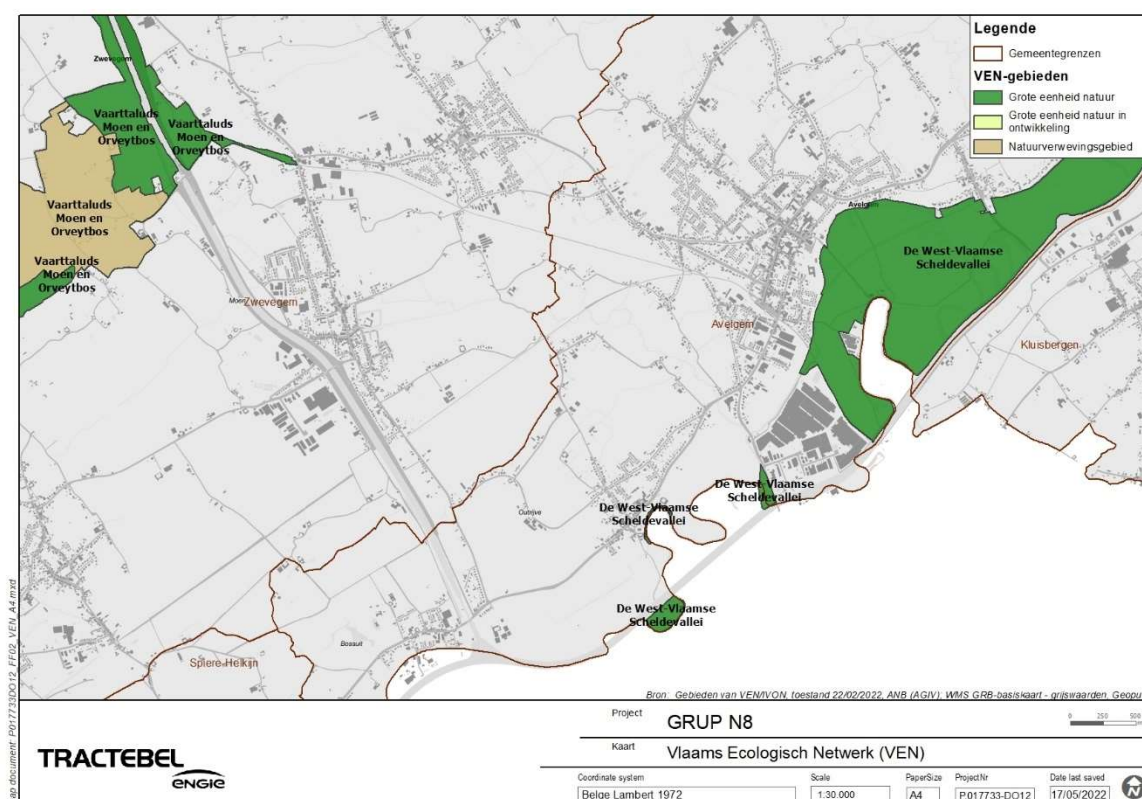 Legende
Gemeentegrenzen
VEN-gebieden
Grote eenheid natuur
Grote eenheid natuur in
ontwikkeling
Natuurverwevingsgebied
Zwevegem
Vaarttaluds
Moen en
Orveytbos
Vaarttaluds
Moen en
Orveytbos
Vaarttaluds
Moen en
Orveytbos
Vaarttaluds
Moen en
Orveytbos
Moen
Zwevegem
Avelgem
De West-Vlaamse
Scheldevallei
Avelgem
Kluisbergen
De West-Vlaamse
Scheldevallei
Outrijve
De West-Vlaamse
Scheldevallei
De West-Vlaamse
Scheldevallei
Bossuit
Spiere-Helkijn
Bron: Gebieden van VEN/IVON, toestand 22/02/2022, ANB (AGIV); WMS GRB-basiskaart - grijswaarden, Geopu
ap document: P017733DO12_FF02_VEN_A4.mxd
TRACTEBEL
ENGIE
Project GRUP N8
0 250 500
Kaart Vlaams Ecologisch Netwerk (VEN)
Coordinate system Scale PaperSize ProjectNr Date last saved
Belge Lambert 1972 1:30.000 A4 P.017733-DO12 17/05/2022
N